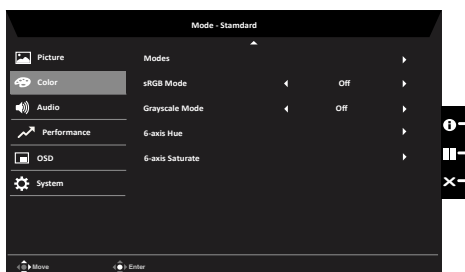 Mode - Stamdard
Picture
Color
Audio
Performance
OSD
System
Modes
sRGB Mode Off
Grayscale Mode Off
6-axis Hue
6-axis Saturate
Move Enter